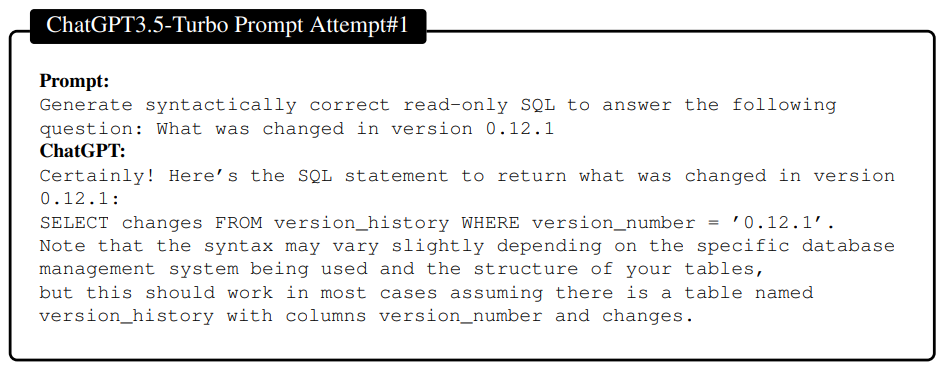 ChatGPT3.5-Turbo Prompt Attempt#1
Prompt:
Generate syntactically correct read-only SQL to answer the following
question: What was changed in version 0.12.1
ChatGPT:
Certainly! Here’s the SQL statement to return what was changed in version
0.12.1:
SELECT changes FROM version_history WHERE version_number = ’0.12.1’.
Note that the syntax may vary slightly depending on the specific database
management system being used and the structure of your tables,
but this should work in most cases assuming there is a table named
version_history with columns version_number and changes.